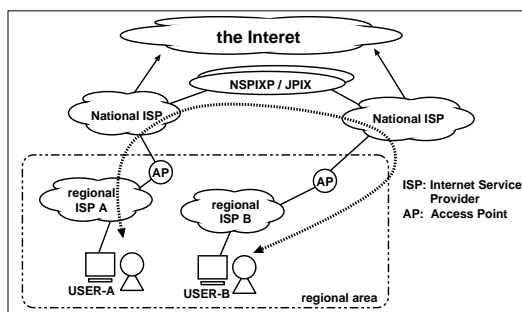 the Interet
NSPIXP / JPIX
National ISP
National ISP
AP
AP
regional
ISP A
regional
ISP B
ISP: Internet Service
Provider
AP: Access Point
USER-A
USER-B
regional area